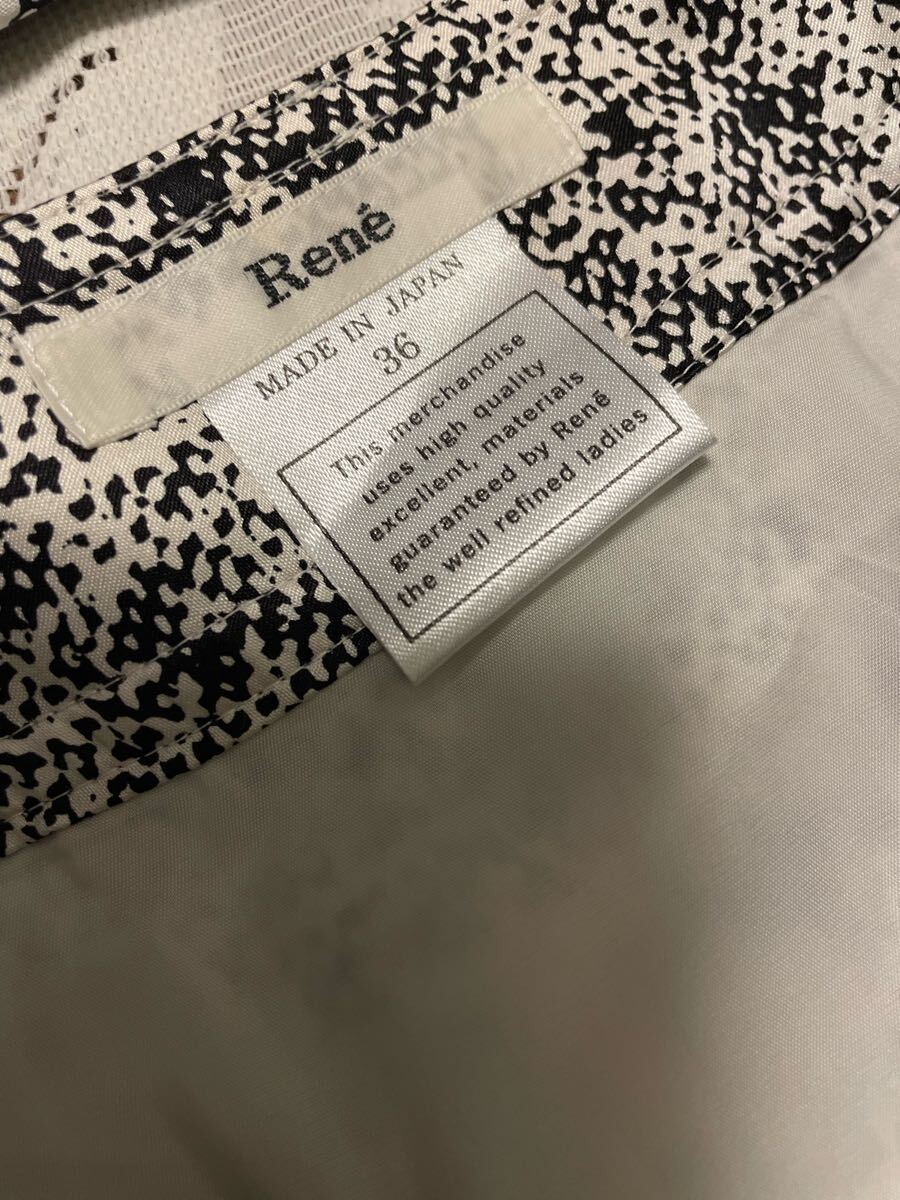 René
MADE IN JAPAN
36
This merchandise
uses high quality
excellent, materials
guaranteed by René
the well refined ladies